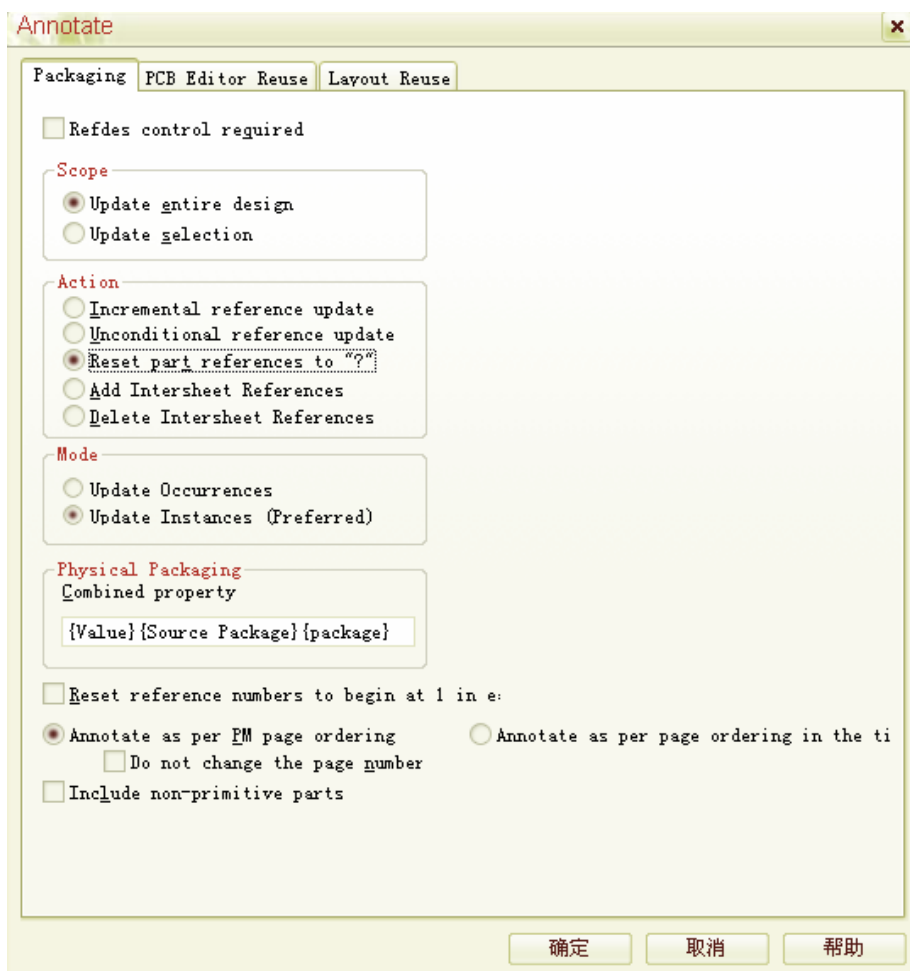 Annotate
Packaging PCB Editor Reuse Layout Reuse
Refdes control required
Scope
Update entire design
Update selection
Action
Incremental reference update
Unconditional reference update
Reset part references to "?"
Add Intersheet References
Delete Intersheet References
Mode
Update Occurrences
Update Instances (Preferred)
Physical Packaging
Combined property
{Value}{Source Package}{package}
Reset reference numbers to begin at 1 in e:
Annotate as per PM page ordering Annotate as per page ordering in the ti
Do not change the page number
Include non-primitive parts
确定 取消 帮助